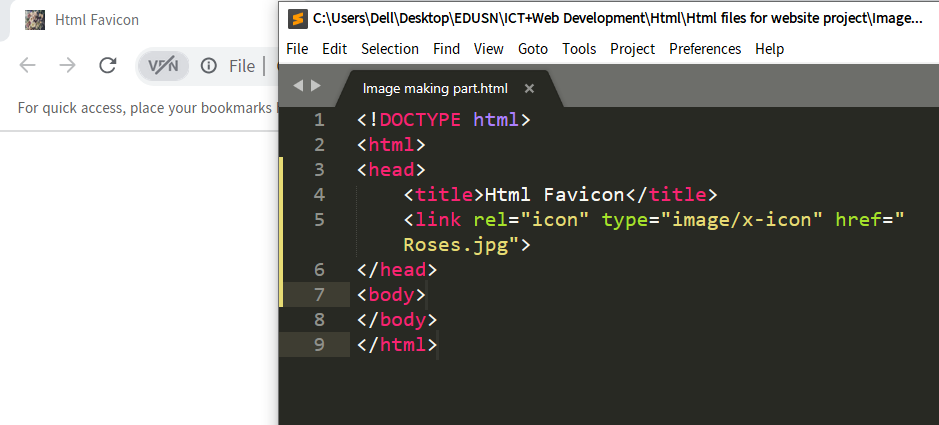 Html Favicon
VPN
File
For quick access, place your bookmarks
C:\Users\Dell\Desktop\EDUSN\ICT+Web Development\Html\Html files for website project\Image...
File Edit Selection Find View Goto Tools Project Preferences Help
Image making part.html
1 <!DOCTYPE html>
2 <html>
3 <head>
4 <title>Html Favicon</title>
5 <link rel="icon" type="image/x-icon" href="
Roses.jpg">
6 </head>
7 <body>
8 </body>
9 </html>